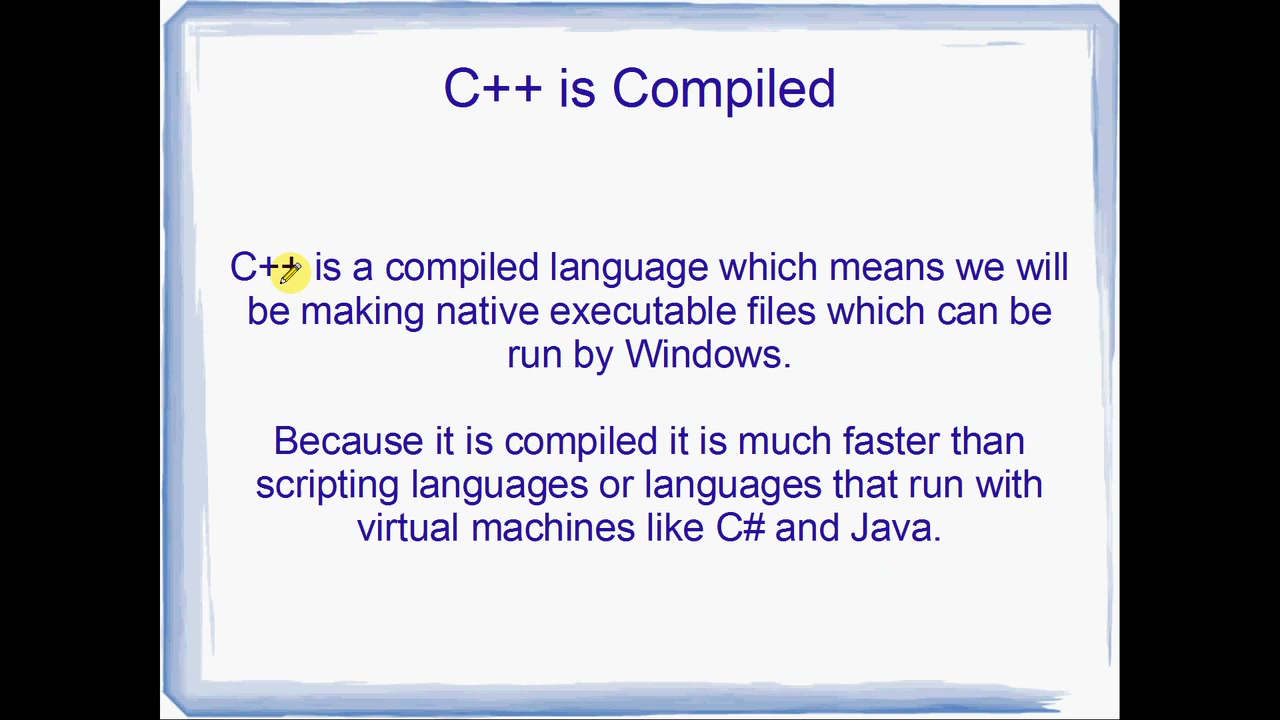 C++ is Compiled
C++ is a compiled language which means we will
be making native executable files which can be
run by Windows.
Because it is compiled it is much faster than
scripting languages or languages that run with
virtual machines like C# and Java.